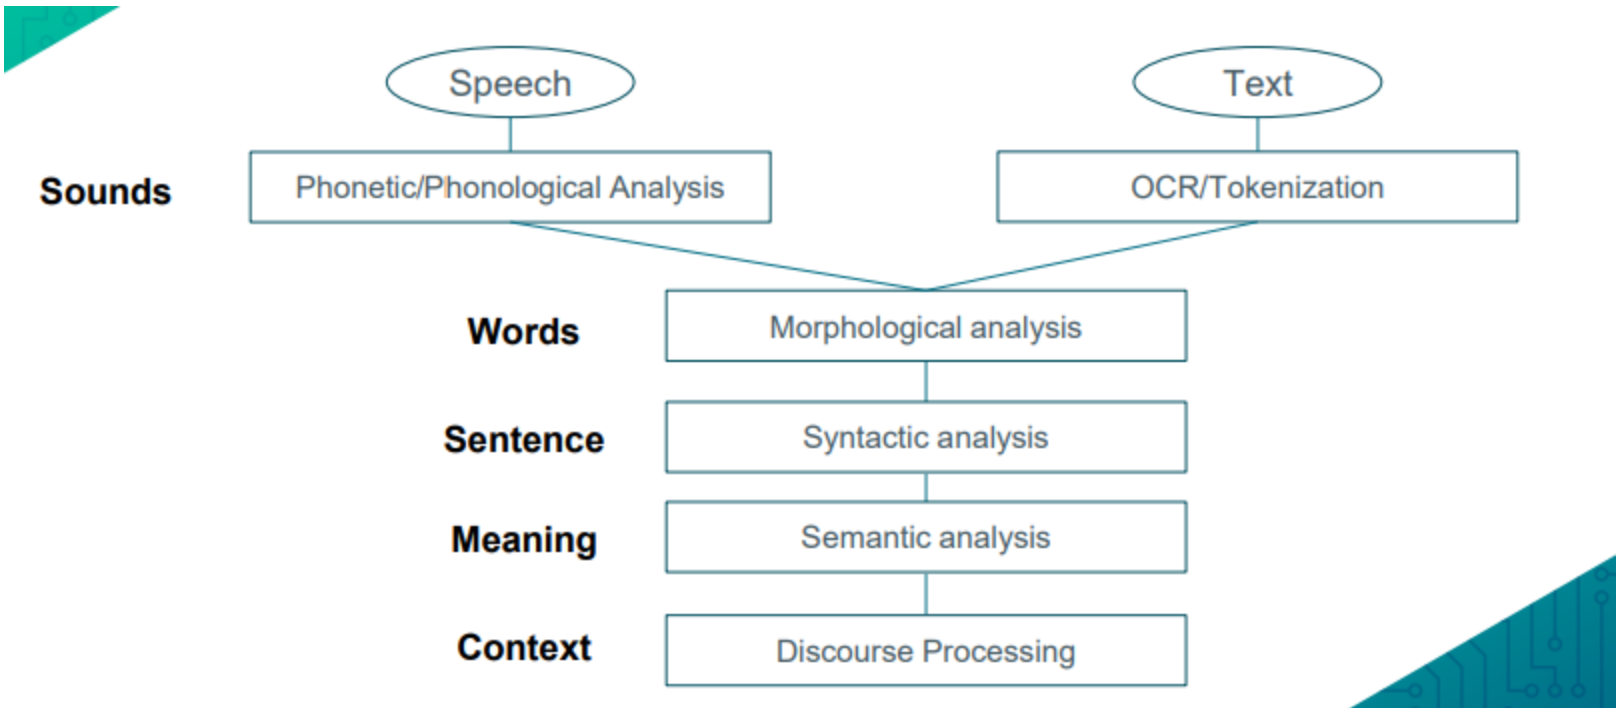 Speech
Text
Sounds
Phonetic/Phonological Analysis
OCR/Tokenization
Words
Morphological analysis
Sentence
Syntactic analysis
Meaning
Semantic analysis
Context
Discourse Processing